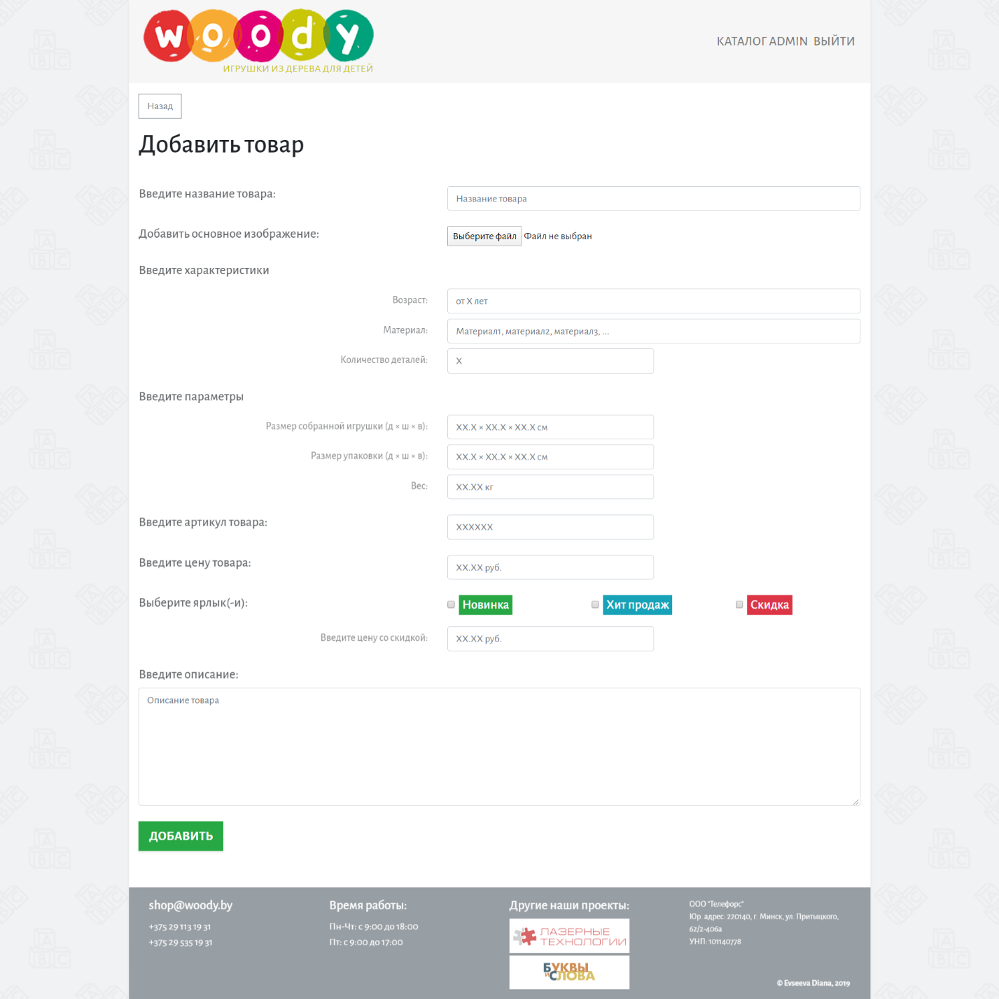 woody
ИГРУШКИ ИЗ ДЕРЕВА ДЛЯ ДЕТЕЙ
КАТАЛОГ ADMIN ВЫЙТИ
Назад
Добавить товар
Введите название товара:
Название товара
Добавить основное изображение:
Выберите файл Файл не выбран
Введите характеристики
Возраст:
от X лет
Материал:
Материал1, материал2, материал3, ...
Количество деталей:
X
Введите параметры
Размер собранной игрушки (д × ш × в):
XX.X × XX.X × XX.X см
Размер упаковки (д × ш × в):
XX.X × XX.X × XX.X см
Вес:
XX.XX кг
Введите артикул товара:
XXXXXX
Введите цену товара:
XX.XX руб.
Выберите ярлык(-и):
Новинка
Хит продаж
Скидка
Введите цену со скидкой:
XX.XX руб.
Введите описание:
Описание товара
ДОБАВИТЬ
shop@woody.by
+375 29 113 19 31
+375 29 535 19 31
Время работы:
Пн-Чт: с 9:00 до 18:00
Пт: с 9:00 до 17:00
Другие наши проекты:
ЛАЗЕРНЫЕ
ТЕХНОЛОГИИ
БУКВЫ
И СЛОВА
ООО "Телефорс"
Юр. адрес: 220140, г. Минск, ул. Притыцкого,
62/2-406а
УНП: 101140778
© Evseeva Diana, 2019